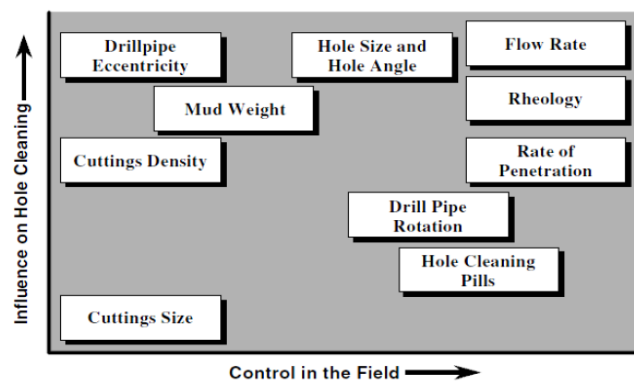 Drillpipe
Eccentricity
Hole Size and
Hole Angle
Flow Rate
Mud Weight
Rheology
Cuttings Density
Rate of
Penetration
Drill Pipe
Rotation
Hole Cleaning
Pills
Cuttings Size
Influence on Hole Cleaning
Control in the Field